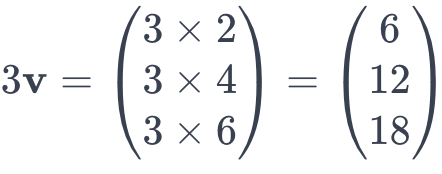 3v = (3 × 2
3 × 4
3 × 6) = (6
12
18)